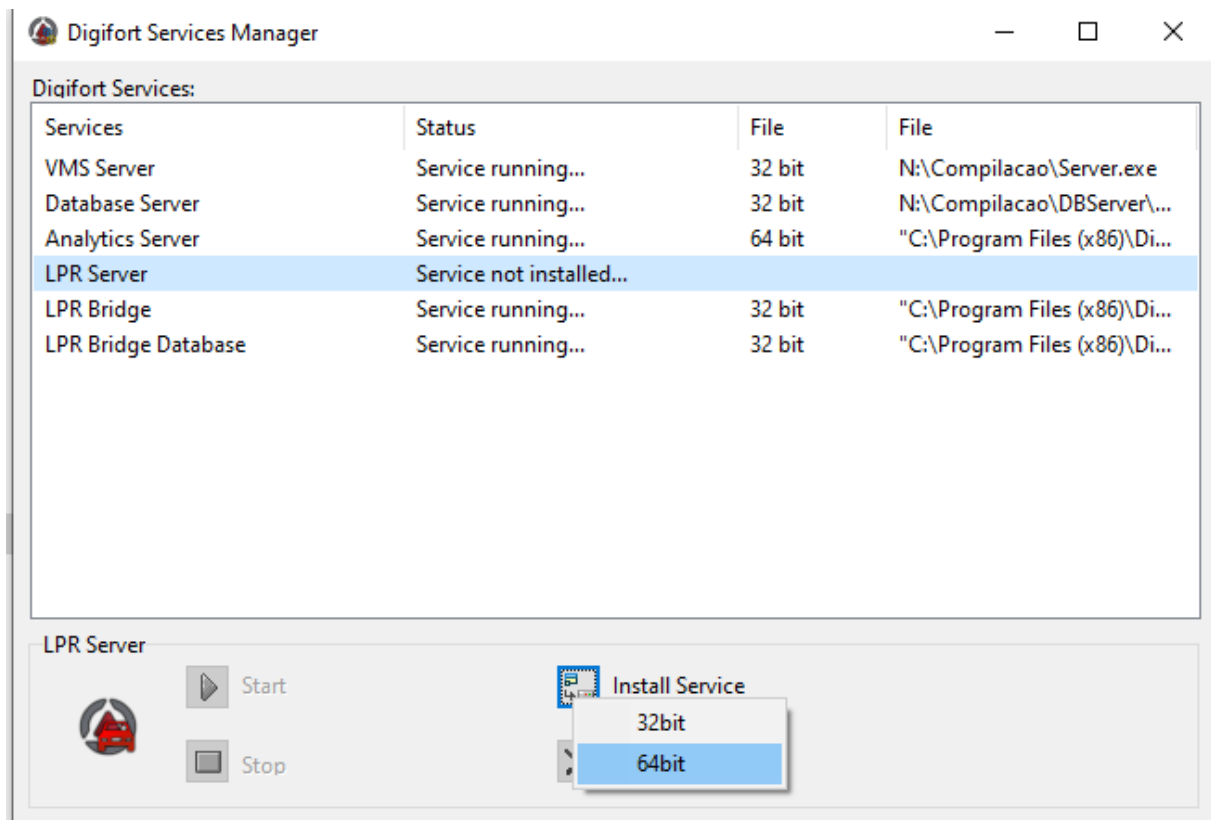 Digifort Services Manager
Digifort Services:
Services Status File File
VMS Server Service running... 32 bit N:\Compilacao\Server.exe
Database Server Service running... 32 bit N:\Compilacao\DBServer\...
Analytics Server Service running... 64 bit "C:\Program Files (x86)\Di...
LPR Server Service not installed...
LPR Bridge Service running... 32 bit "C:\Program Files (x86)\Di...
LPR Bridge Database Service running... 32 bit "C:\Program Files (x86)\Di...
LPR Server
Start Install Service
32bit
Stop 64bit